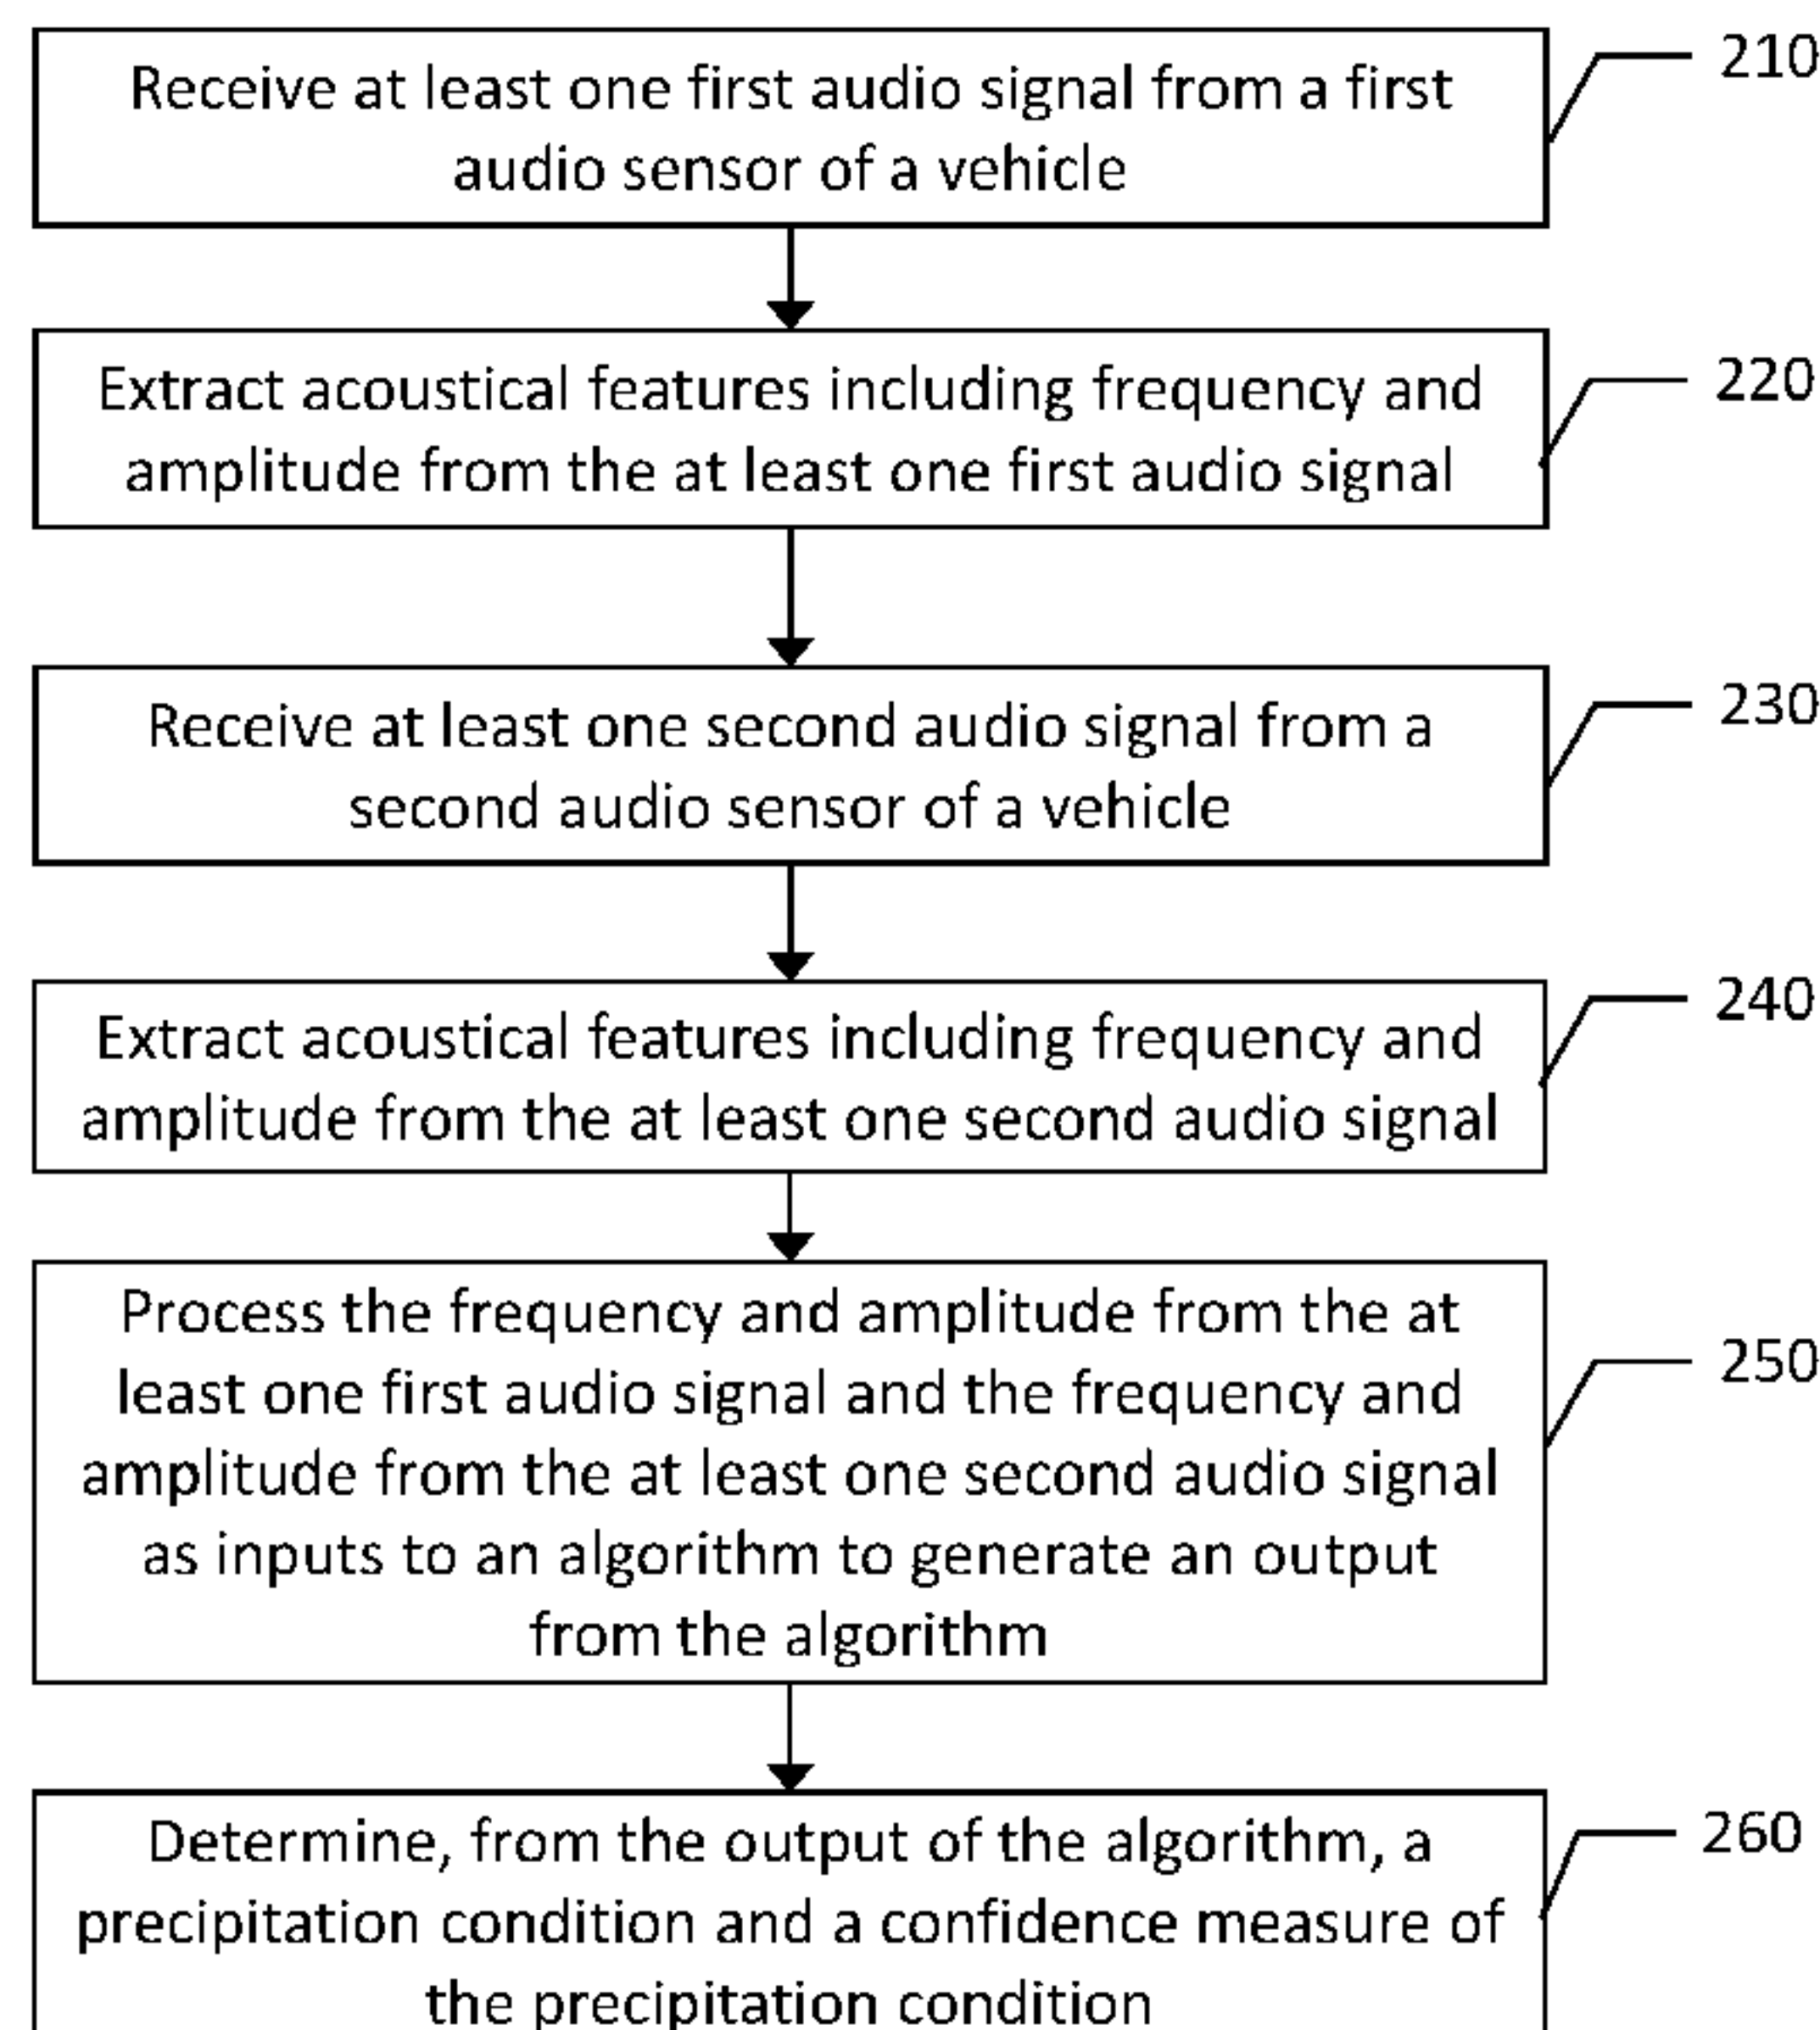 Receive at least one first audio signal from a first
audio sensor of a vehicle
210
Extract acoustical features including frequency and
amplitude from the at least one first audio signal
220
Receive at least one second audio signal from a
second audio sensor of a vehicle
230
Extract acoustical features including frequency and
amplitude from the at least one second audio signal
240
Process the frequency and amplitude from the at
least one first audio signal and the frequency and
amplitude from the at least one second audio signal
as inputs to an algorithm to generate an output
from the algorithm
250
Determine, from the output of the algorithm, a
precipitation condition and a confidence measure of
the precipitation condition
260